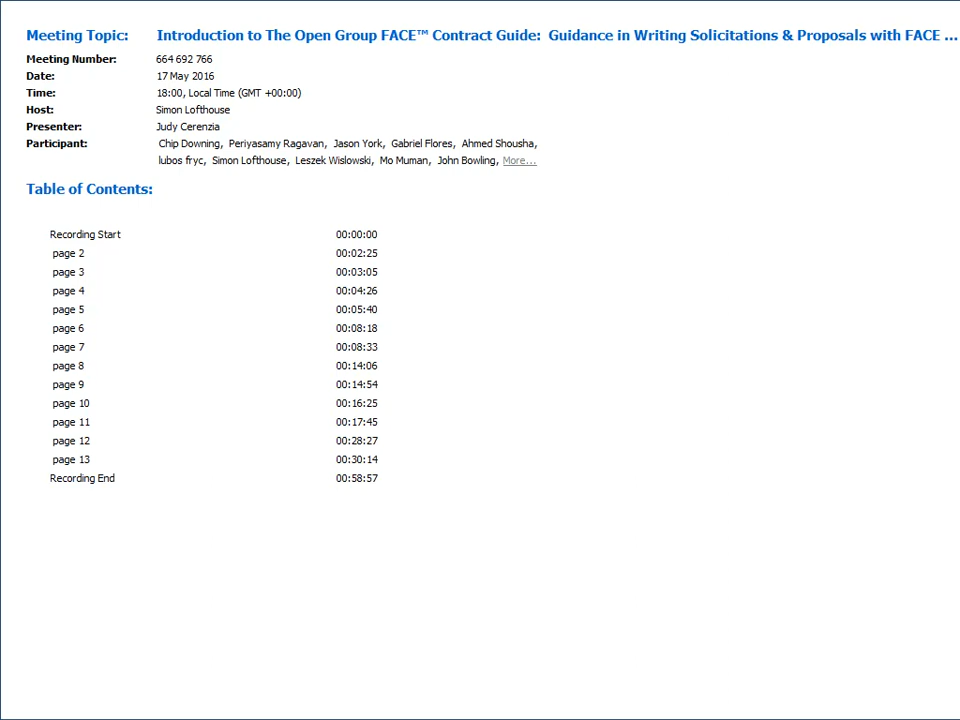 Meeting Topic: Introduction to The Open Group FACE™ Contract Guide: Guidance in Writing Solicitations & Proposals with FACE ...
Meeting Number: 664 692 766
Date: 17 May 2016
Time: 18:00, Local Time (GMT +00:00)
Host: Simon Lofthouse
Presenter: Judy Cerenzia
Participant: Chip Downing, Periyasamy Ragavan, Jason York, Gabriel Flores, Ahmed Shousha,
lubos fryc, Simon Lofthouse, Leszek Wislowski, Mo Muman, John Bowling, More...
Table of Contents:
Recording Start 00:00:00
page 2 00:02:25
page 3 00:03:05
page 4 00:04:26
page 5 00:05:40
page 6 00:08:18
page 7 00:08:33
page 8 00:14:06
page 9 00:14:54
page 10 00:16:25
page 11 00:17:45
page 12 00:28:27
page 13 00:30:14
Recording End 00:58:57